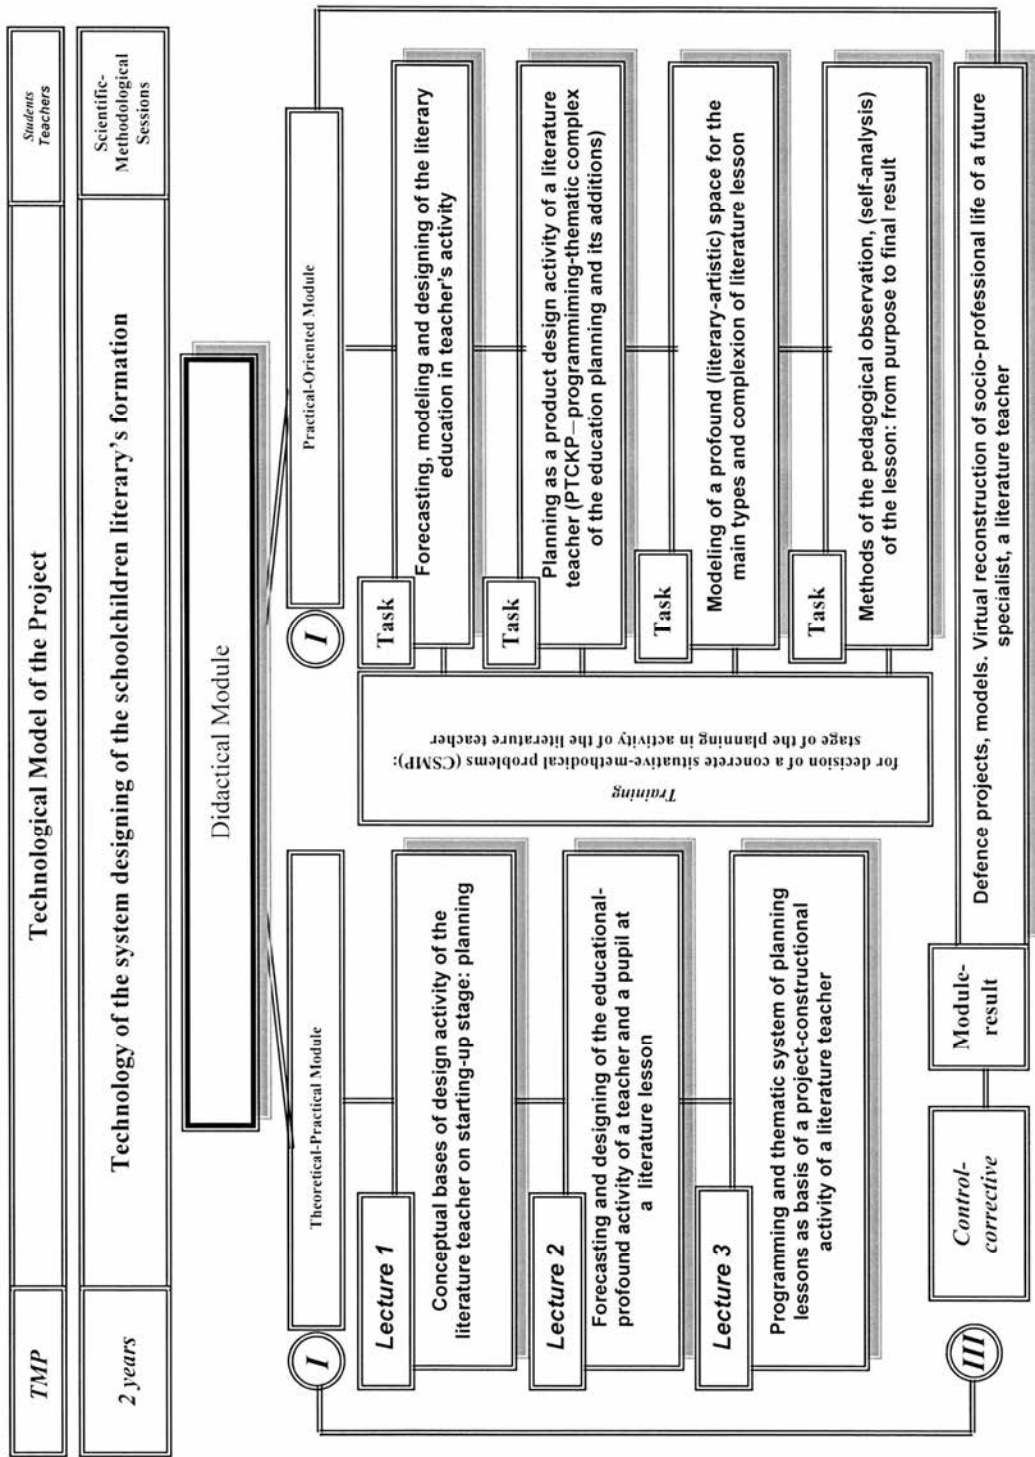 TMP
Technological Model of the Project
Students
Teachers
2 years
Technology of the system designing of the schoolchildren literary's formation
Scientific-
Methodological
Sessions
Didactical Module
I
Theoretical-Practical Module
Lecture 1
Conceptual bases of design activity of the
literature teacher on starting-up stage: planning
Lecture 2
Forecasting and designing of the educational-
profound activity of a teacher and a pupil at
a literature lesson
Lecture 3
Programming and thematic system of planning
lessons as basis of a project-constructional
activity of a literature teacher
Training
for decision of a concrete situative-methodical problems (CSMP):
stage of the planning in activity of the literature teacher
I
Practical-Oriented Module
Task
Forecasting, modeling and designing of the literary
education in teacher's activity
Task
Planning as a product design activity of a literature
teacher (PTCKP–programmiming-thematic complex
of the education planning and its additions)
Task
Modeling of a profound (literary-artistic) space for the
main types and complexion of literature lesson
Task
Methods of the pedagogical observation, (self-analysis)
of the lesson: from purpose to final result
III
Control-
corrective
Module-
result
Defence projects, models. Virtual reconstruction of socio-professional life of a future
specialist, a literature teacher